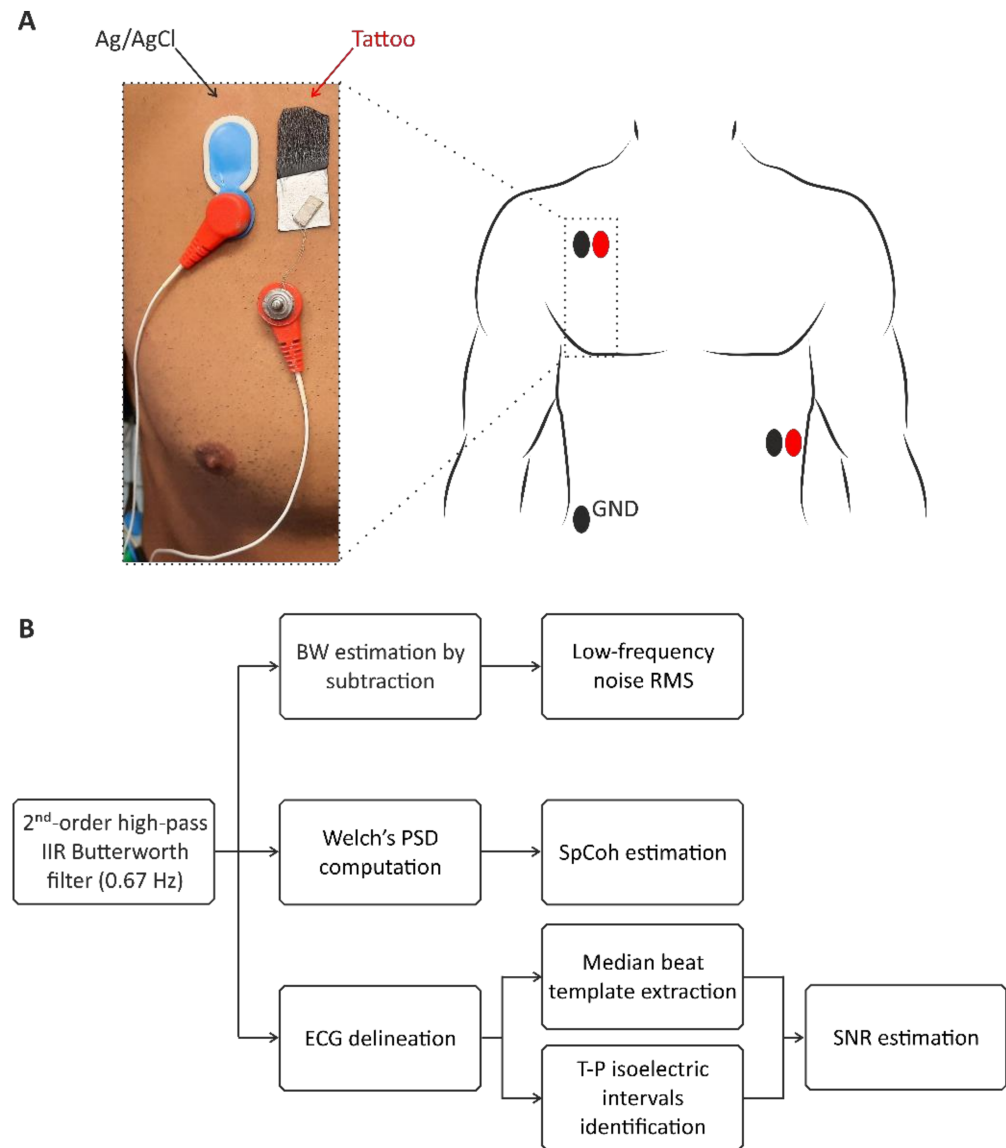 A
Ag/AgCl
Tattoo
GND
B
BW estimation by
subtraction
Low-frequency
noise RMS
2nd-order high-pass
IIR Butterworth
filter (0.67 Hz)
Welch’s PSD
computation
SpCoh estimation
ECG delineation
Median beat
template extraction
T-P isoelectric
intervals
identification
SNR estimation